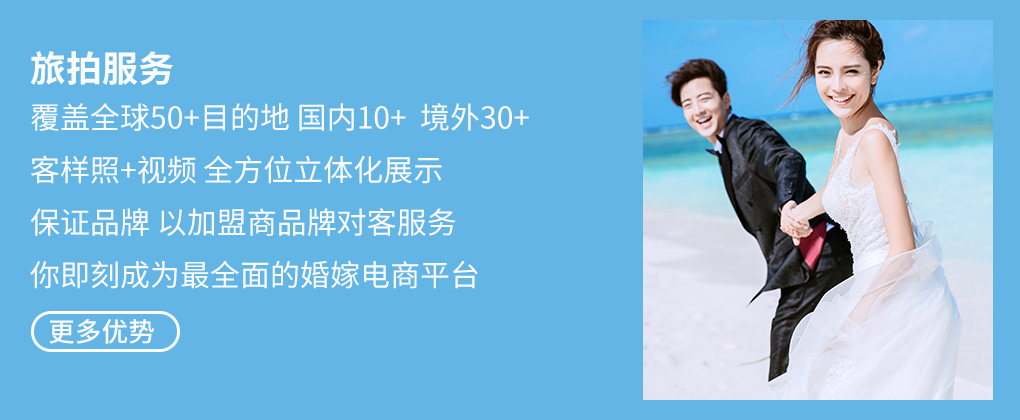 旅拍服务
覆盖全球50+目的地 国内10+ 境外30+
客样照+视频 全方位立体化展示
保证品牌 以加盟商品牌对客服务
你即刻成为最全面的婚嫁电商平台
更多优势